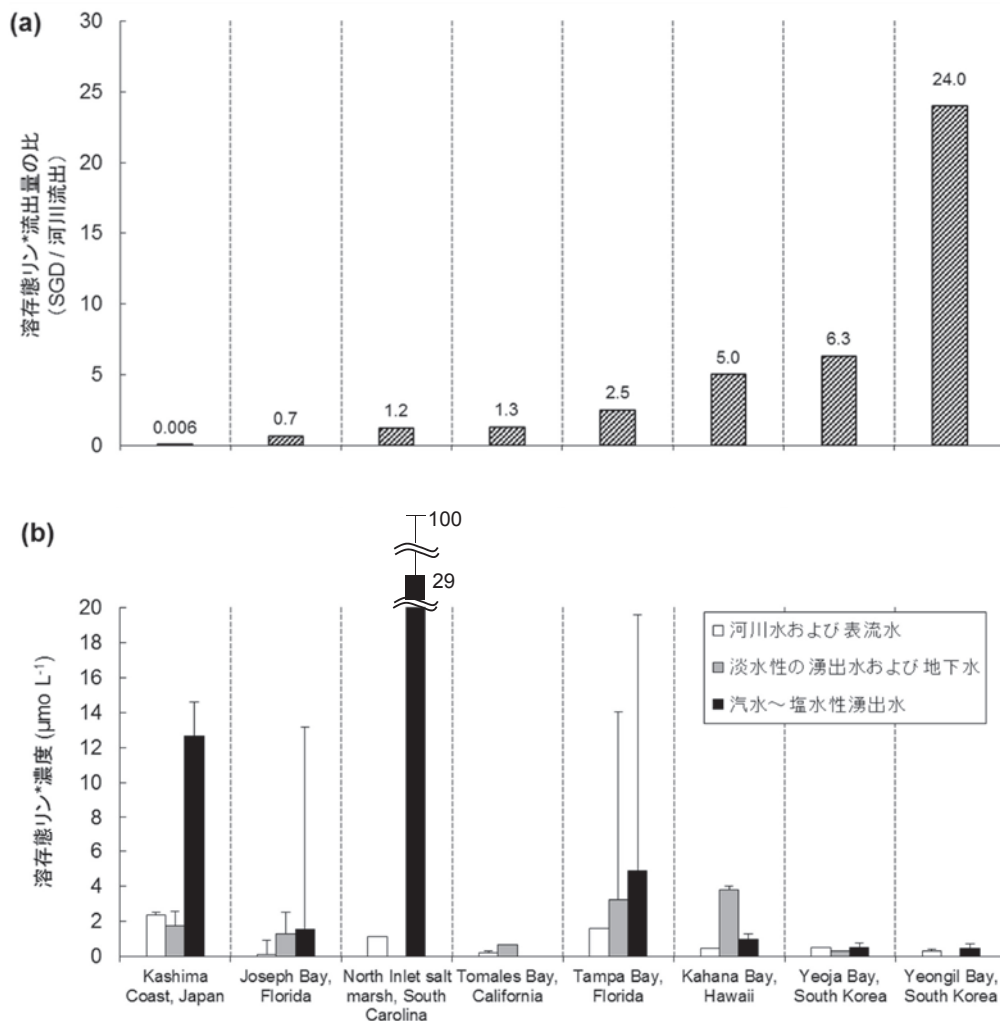 (a)
溶存態リン*流出量の比
(SGD / 河川流出)
30
25
20
15
10
5
0
0.006
0.7
1.2
1.3
2.5
5.0
6.3
24.0
(b)
溶存態リン*濃度 (µmo L-1)
100
29
20
18
16
14
12
10
8
6
4
2
0
河川水および表流水
淡水性の湧出水および地下水
汽水～塩水性湧出水
Kashima
Coast, Japan
Joseph Bay,
Florida
North Inlet salt
marsh, South
Carolina
Tomales Bay,
California
Tampa Bay,
Florida
Kahana Bay,
Hawaii
Yeoja Bay,
South Korea
Yeongil Bay,
South Korea